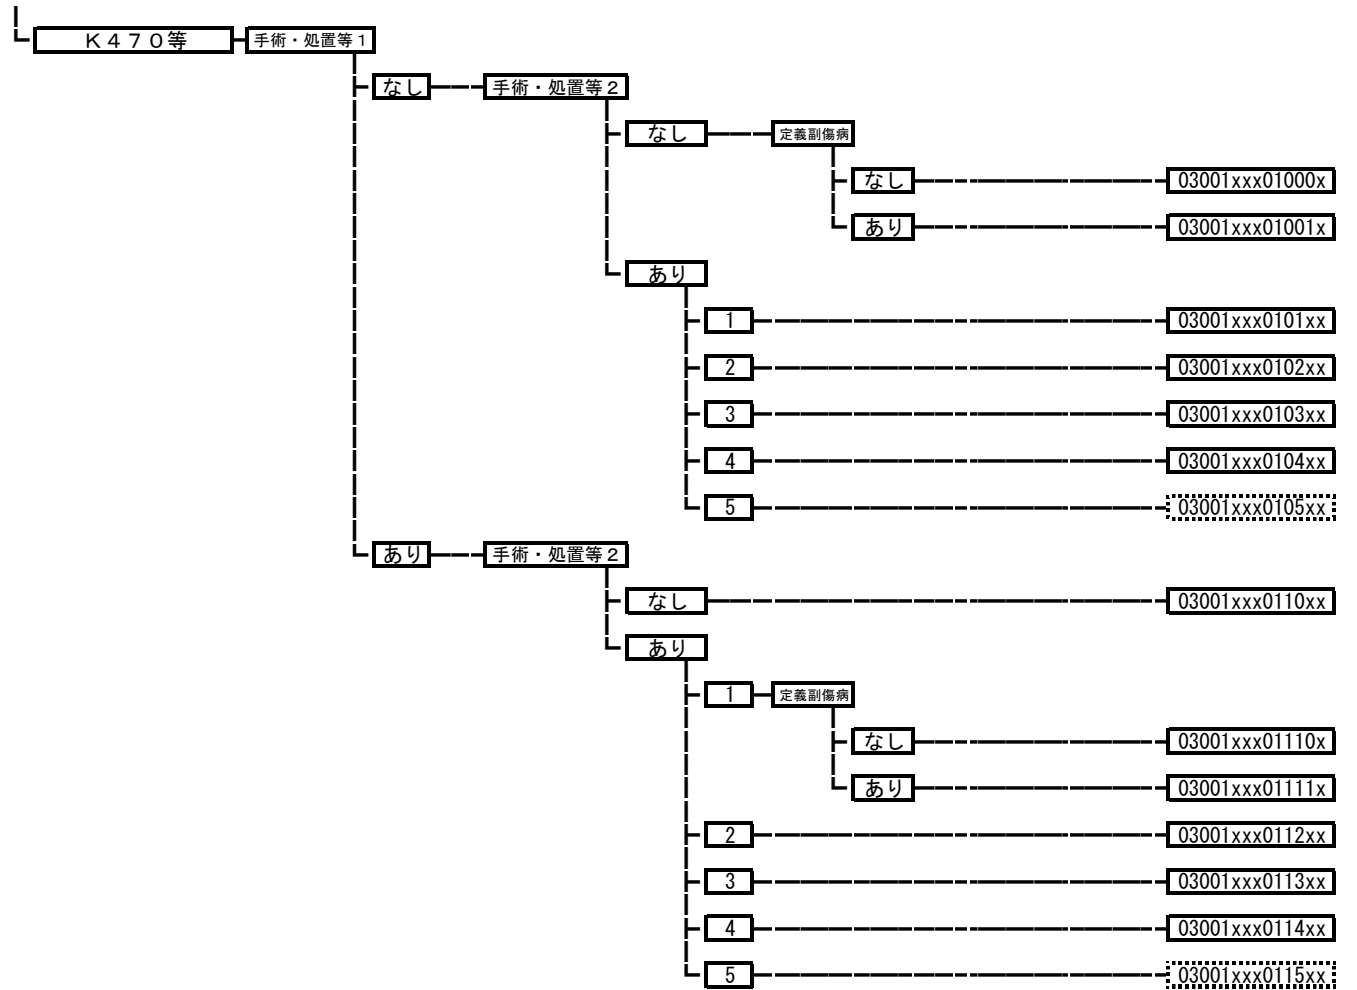 Ｋ４７０等 手術・処置等１
なし 手術・処置等２
なし 定義副傷病
なし 03001xxx01000x
あり 03001xxx01001x
あり
1 03001xxx0101xx
2 03001xxx0102xx
3 03001xxx0103xx
4 03001xxx0104xx
5 03001xxx0105xx
あり 手術・処置等２
なし 03001xxx0110xx
あり
1 定義副傷病
なし 03001xxx01110x
あり 03001xxx01111x
2 03001xxx0112xx
3 03001xxx0113xx
4 03001xxx0114xx
5 03001xxx0115xx